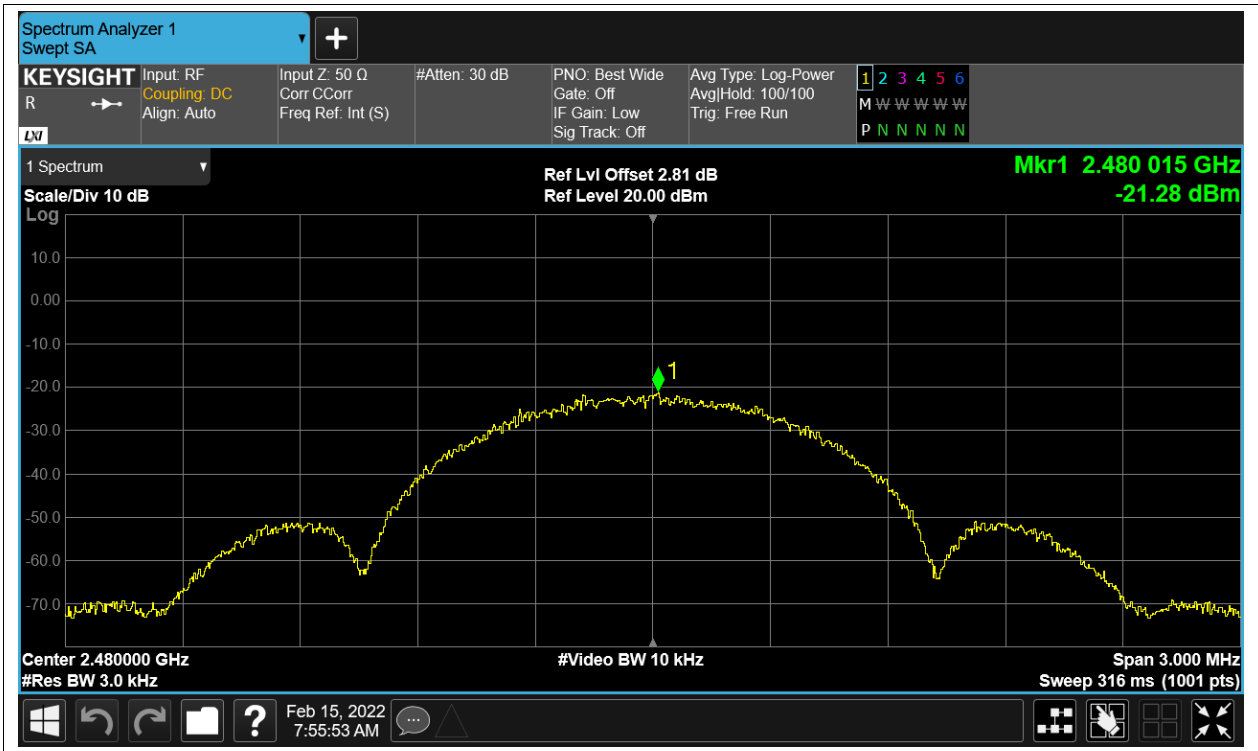 Spectrum Analyzer 1
Swept SA
KEYSIGHT
R
LXI
Input: RF
Coupling: DC
Align: Auto
Input Z: 50 Ω
Corr CCorr
Freq Ref: Int (S)
#Atten: 30 dB
PNO: Best Wide
Gate: Off
IF Gain: Low
Sig Track: Off
Avg Type: Log-Power
Avg|Hold: 100/100
Trig: Free Run
1 2 3 4 5 6
M W W W W W
P N N N N N
1 Spectrum
Scale/Div 10 dB
Log
Ref Lvl Offset 2.81 dB
Ref Level 20.00 dBm
Mkr1 2.480 015 GHz
-21.28 dBm
10.0
0.00
-10.0
-20.0
-30.0
-40.0
-50.0
-60.0
-70.0
1
Center 2.480000 GHz
#Res BW 3.0 kHz
#Video BW 10 kHz
Span 3.000 MHz
Sweep 316 ms (1001 pts)
?
Feb 15, 2022
7:55:53 AM